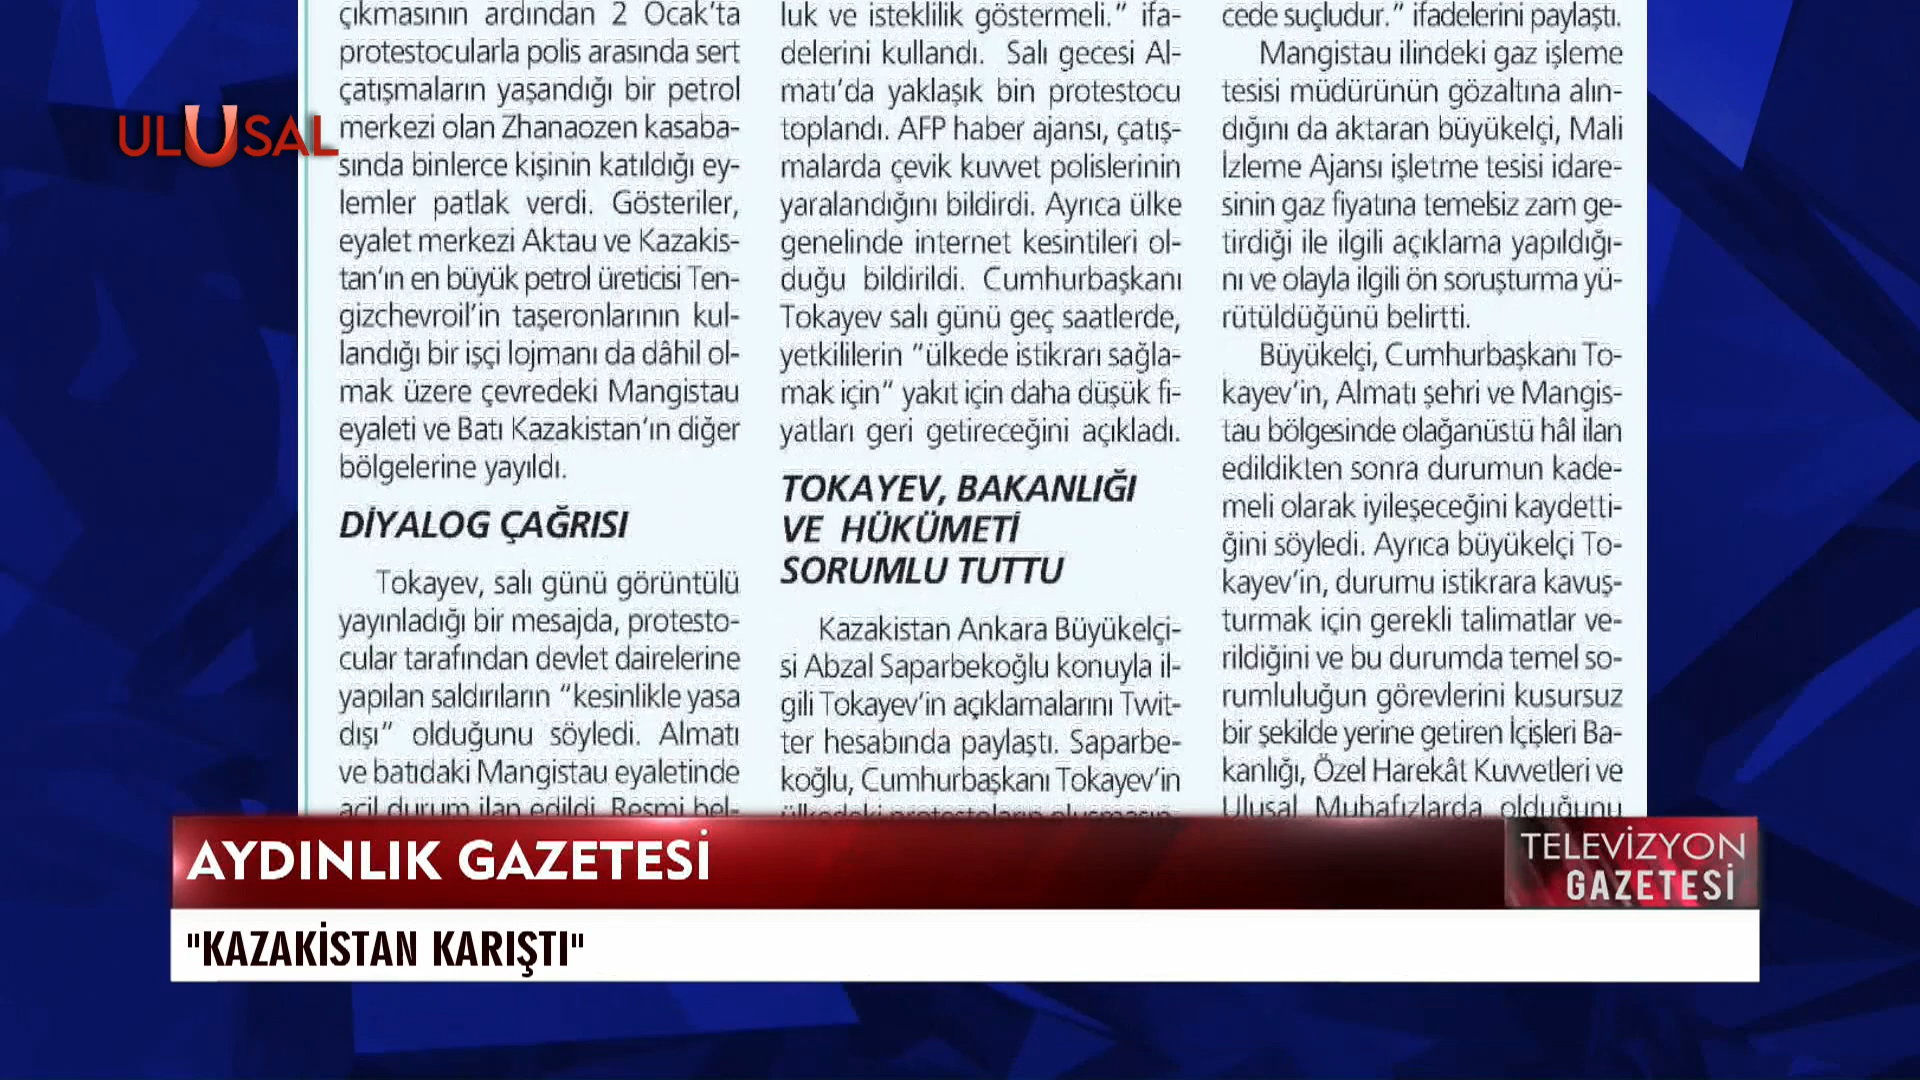 ULUSAL
çıkmasının ardından 2 Ocak'ta
protestocularla polis arasında sert
çatışmaların yaşandığı bir petrol
merkezi olan Zhanaozen kasaba-
sında binlerce kişinin katıldığı ey-
lemler patlak verdi. Gösteriler,
eyalet merkezi Aktau ve Kazakis-
tan'ın en büyük petrol üreticisi Ten-
gizchevroil'in taşeronlarının kul-
landığı bir işçi lojmanı da dâhil ol-
mak üzere çevredeki Mangistau
eyaleti ve Batı Kazakistan'ın diğer
bölgelerine yayıldı.
DİYALOG ÇAĞRISI
Tokayev, salı günü görüntülü
yayınladığı bir mesajda, protesto-
cular tarafından devlet dairelerine
yapılan saldırıların "kesinlikle yasa
dışı" olduğunu söyledi. Almatı
ve batıdaki Mangistau eyaletinde
acil durum ilan edildi. Resmi bel-
luk ve isteklilik göstermeli." ifa-
delerini kullandı. Salı gecesi Al-
matı'da yaklaşık bin protestocu
toplandı. AFP haber ajansı, çatış-
malarda çevik kuvvet polislerinin
yaralandığını bildirdi. Ayrıca ülke
genelinde internet kesintileri ol-
duğu bildirildi. Cumhurbaşkanı
Tokayev salı günü geç saatlerde,
yetkililerin "ülkede istikrarı sağla-
mak için" yakıt için daha düşük fi-
yatları geri getireceğini açıkladı.
TOKAYEV, BAKANLIĞI
VE HÜKÜMETİ
SORUMLU TUTTU
Kazakistan Ankara Büyükelçi-
si Abzal Saparbekoğlu konuyla il-
gili Tokayev'in açıklamalarını Twit-
ter hesabında paylaştı. Saparbe-
koğlu, Cumhurbaşkanı Tokayev'in
ülkedeki protestoların oluşmasın-
cede suçludur." ifadelerini paylaştı.
Mangistau ilindeki gaz işleme
tesisi müdürünün gözaltına alın-
dığını da aktaran büyükelçi, Mali
İzleme Ajansı işletme tesisi idare-
sinin gaz fiyatına temelsiz zam ge-
tirdiği ile ilgili açıklama yapıldığı-
nı ve olayla ilgili ön soruşturma yü-
rütüldüğünü belirtti.
Büyükelçi, Cumhurbaşkanı To-
kayev'in, Almatı şehri ve Mangis-
tau bölgesinde olağanüstü hâl ilan
edildikten sonra durumun kade-
meli olarak iyileşeceğini kaydetti-
ğini söyledi. Ayrıca büyükelçi To-
kayev'in, durumu istikrara kavuş-
turmak için gerekli talimatlar ve-
rildiğini ve bu durumda temel so-
rumluluğun görevlerini kusursuz
bir şekilde yerine getiren İçişleri Ba-
kanlığı, Özel Harekât Kuvvetleri ve
Ulusal Muhafızlarda olduğunu
AYDINLIK GAZETESİ
TELEVİZYON
GAZETESİ
"KAZAKİSTAN KARIŞTI"